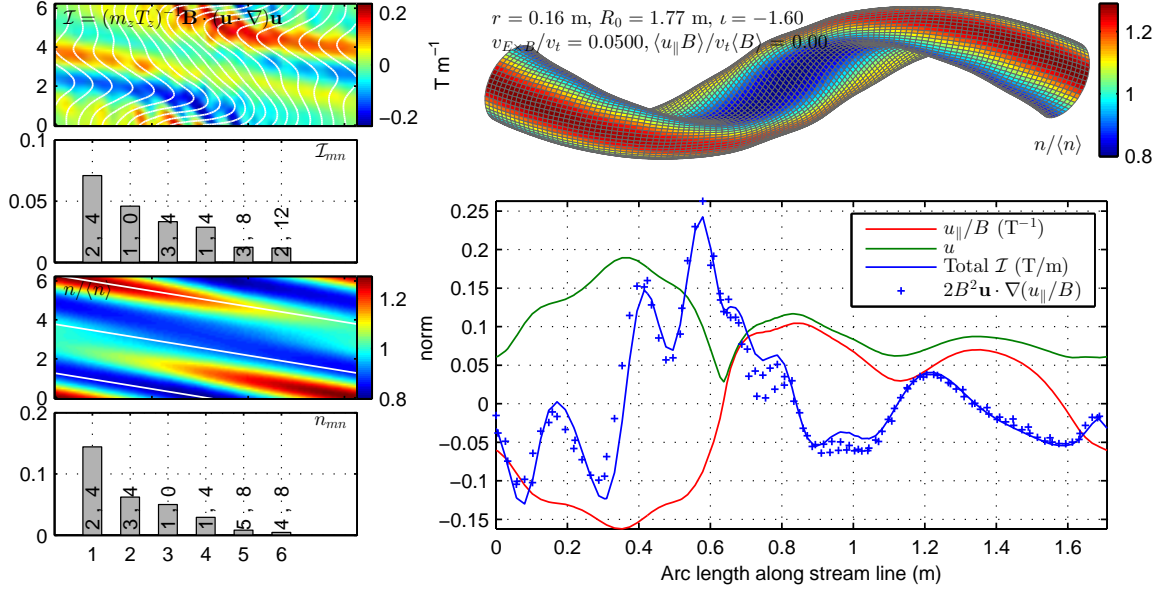 𝓘 = (m_z T_z)^{-1} B · (u · ∇)u
6
4
2
0
0.2
0
−0.2
T m⁻¹
r = 0.16 m, R₀ = 1.77 m, ι = −1.60
v_{E×B}/v_t = 0.0500, ⟨u_∥B⟩/v_t⟨B⟩ = 0.00
n/⟨n⟩
1.2
1
0.8
0.1
0.05
0
𝓘_{mn}
2 , 4
1 , 0
3 , 4
1 , 4
3 , 8
2 , 12
6
4
2
0
n/⟨n⟩
1.2
1
0.8
norm
0.2
0.1
0
n_{mn}
2 , 4
3 , 4
1 , 0
1 , 4
5 , 8
4 , 8
1 2 3 4 5 6
0.25
0.2
0.15
0.1
0.05
0
−0.05
−0.1
−0.15
u_∥/B (T⁻¹)
u
Total 𝓘 (T/m)
2B²u · ∇(u_∥/B)
0 0.2 0.4 0.6 0.8 1 1.2 1.4 1.6
Arc length along stream line (m)